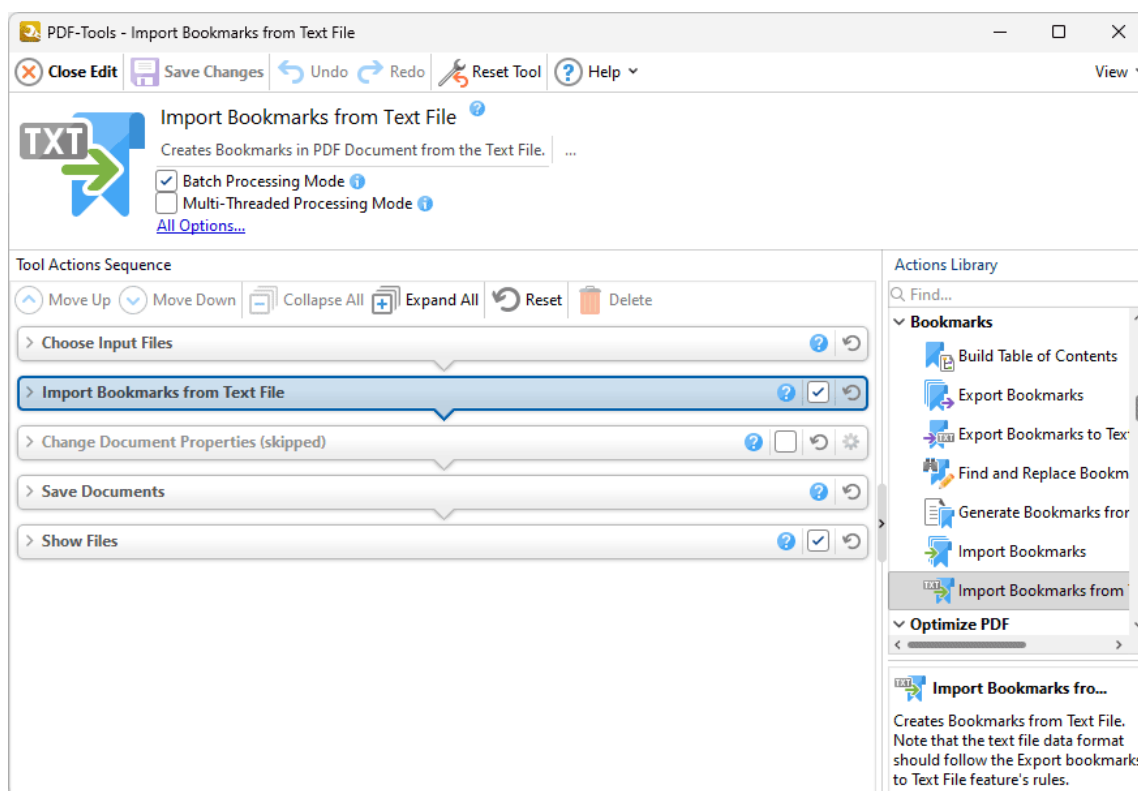 PDF-Tools - Import Bookmarks from Text File
Close Edit Save Changes Undo Redo Reset Tool ? Help View
TXT
Import Bookmarks from Text File ?
Creates Bookmarks in PDF Document from the Text File. ...
Batch Processing Mode i
Multi-Threaded Processing Mode i
All Options...
Tool Actions Sequence
Move Up Move Down Collapse All Expand All Reset Delete
Choose Input Files ?
Import Bookmarks from Text File ?
Change Document Properties (skipped) ?
Save Documents ?
Show Files ?
Actions Library
Find...
Bookmarks
Build Table of Contents
Export Bookmarks
TXT Export Bookmarks to Tex
Find and Replace Bookm
Generate Bookmarks from
Import Bookmarks
TXT Import Bookmarks from
Optimize PDF
TXT Import Bookmarks fro...
Creates Bookmarks from Text File.
Note that the text file data format
should follow the Export bookmarks
to Text File feature's rules.